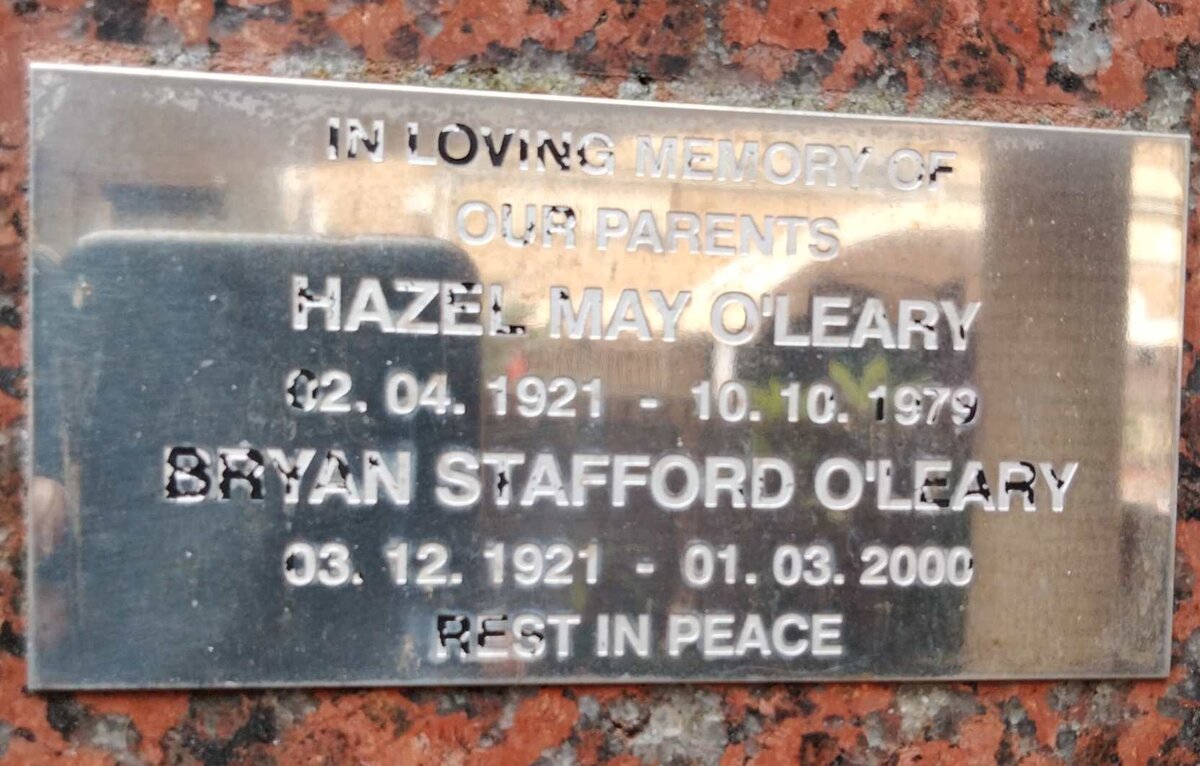 IN LOVING MEMORY OF
OUR PARENTS
HAZEL MAY O'LEARY
02. 04. 1921 - 10. 10. 1979
BRYAN STAFFORD O'LEARY
03. 12. 1921 - 01. 03. 2000
REST IN PEACE